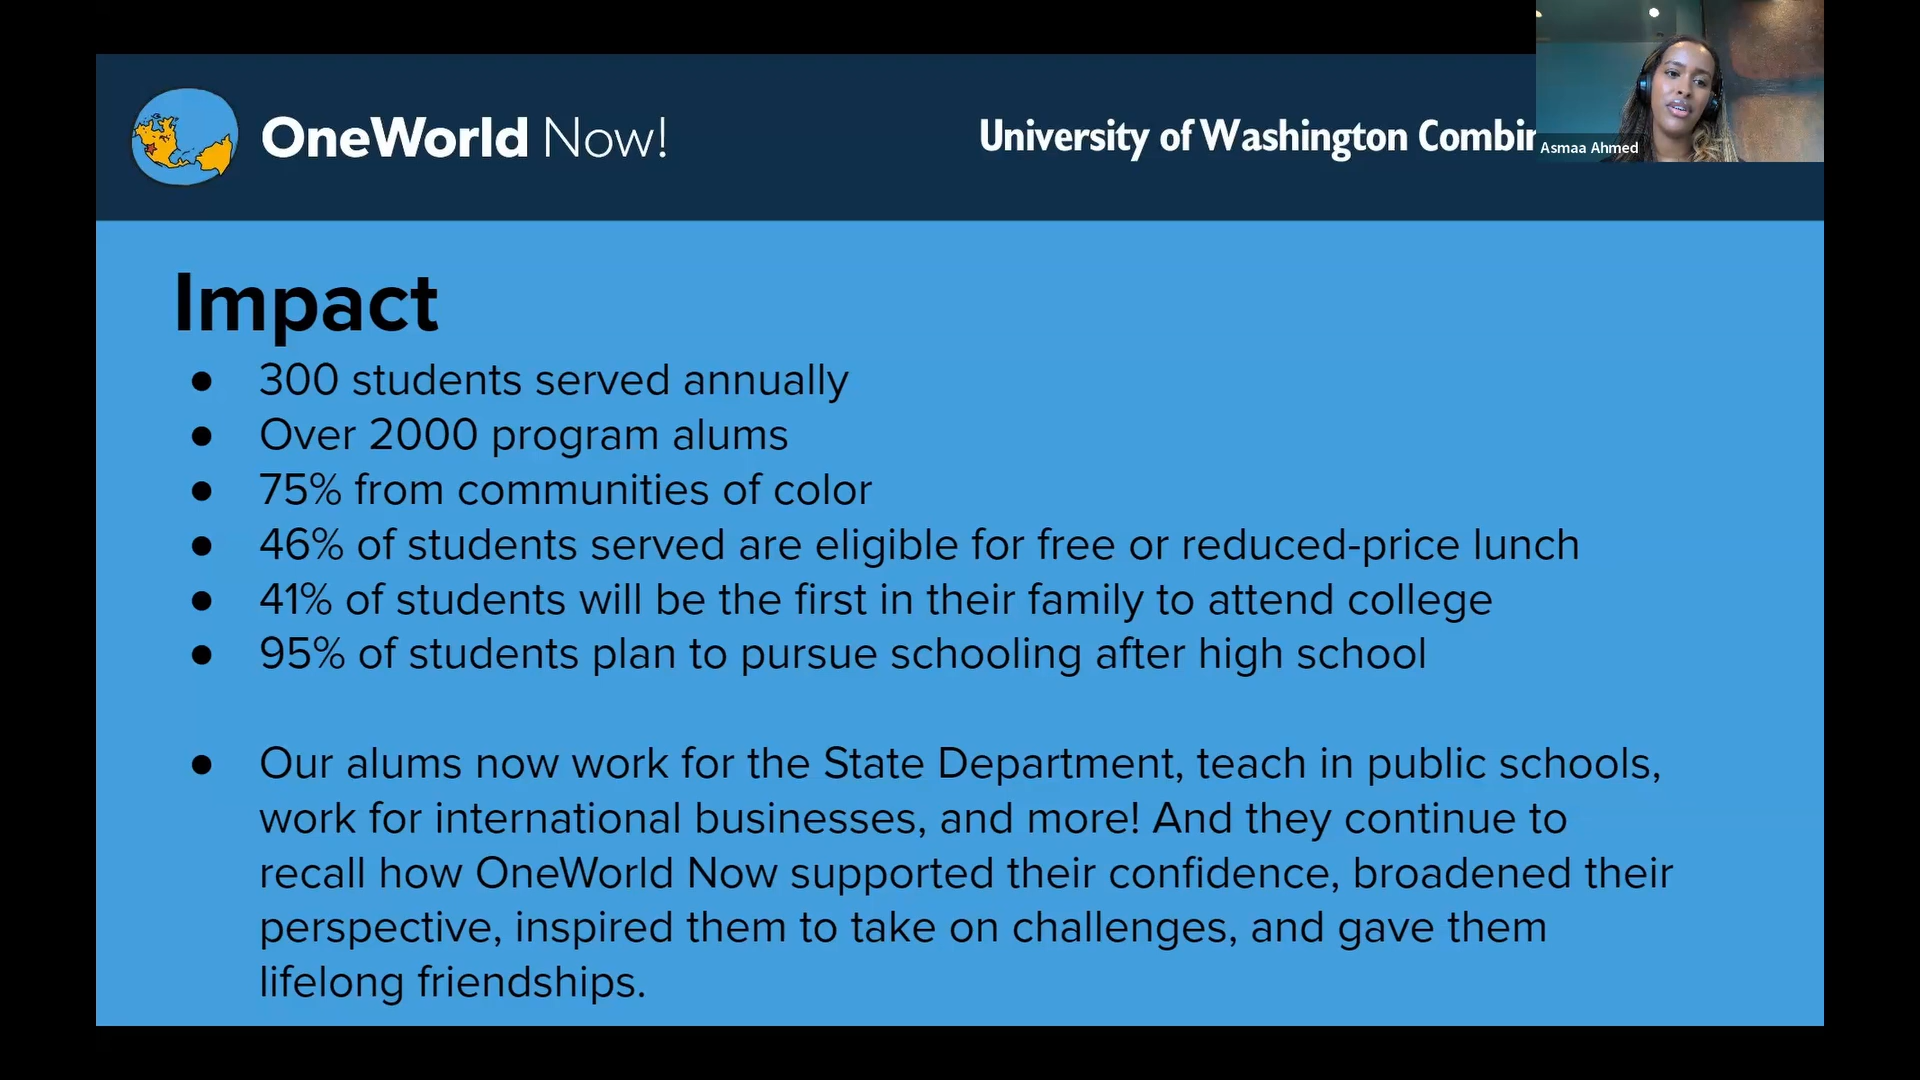 OneWorld Now!
University of Washington Combin
Asmaa Ahmed
Impact
● 300 students served annually
● Over 2000 program alums
● 75% from communities of color
● 46% of students served are eligible for free or reduced-price lunch
● 41% of students will be the first in their family to attend college
● 95% of students plan to pursue schooling after high school
● Our alums now work for the State Department, teach in public schools,
work for international businesses, and more! And they continue to
recall how OneWorld Now supported their confidence, broadened their
perspective, inspired them to take on challenges, and gave them
lifelong friendships.